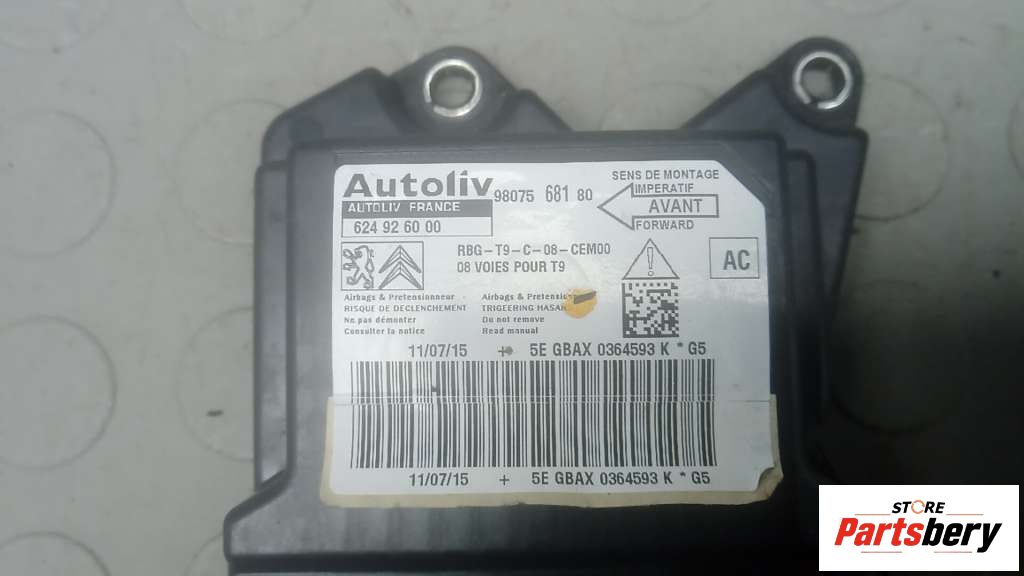 Autoliv 98075 681 80
AUTOLIV FRANCE
624 92 60 00
SENS DE MONTAGE
IMPERATIF
AVANT
FORWARD
RBG-T9-C-08-CEM00
08 VOIES POUR T9
AC
Airbags & Pretensionneur
RISQUE DE DECLENCHEMENT
Ne pas démonter
Consulter la notice
Airbags & Pretension
TRIGEERING HASAR
Do not remove
Read manual
11/07/15 + 5E GBAX 0364593 K * G5
11/07/15 + 5E GBAX 0364593 K * G5
STORE
Partsbery